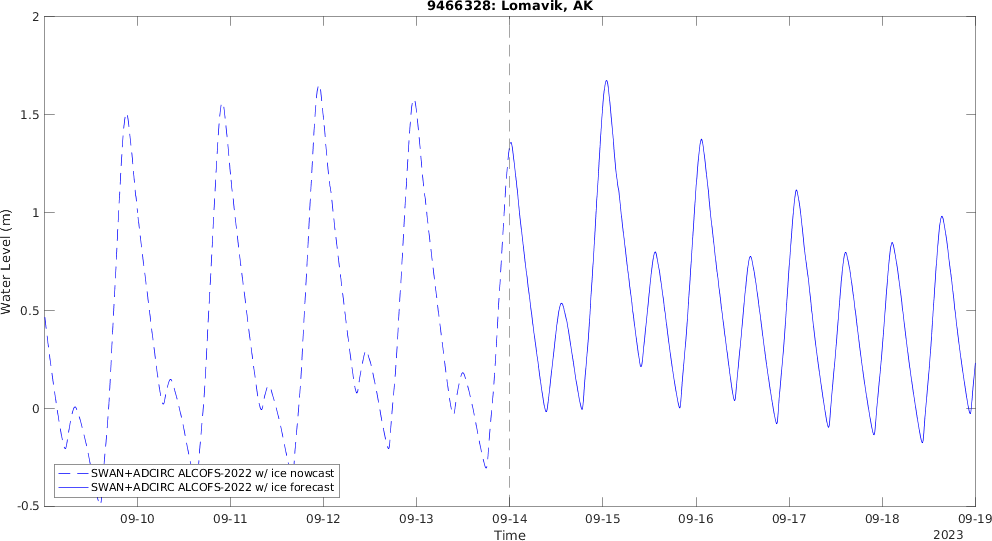 9466328: Lomavik, AK
2
1.5
1
0.5
0
-0.5
Water Level (m)
SWAN+ADCIRC ALCOFS-2022 w/ ice nowcast
SWAN+ADCIRC ALCOFS-2022 w/ ice forecast
09-10 09-11 09-12 09-13 09-14 09-15 09-16 09-17 09-18 09-19
Time
2023